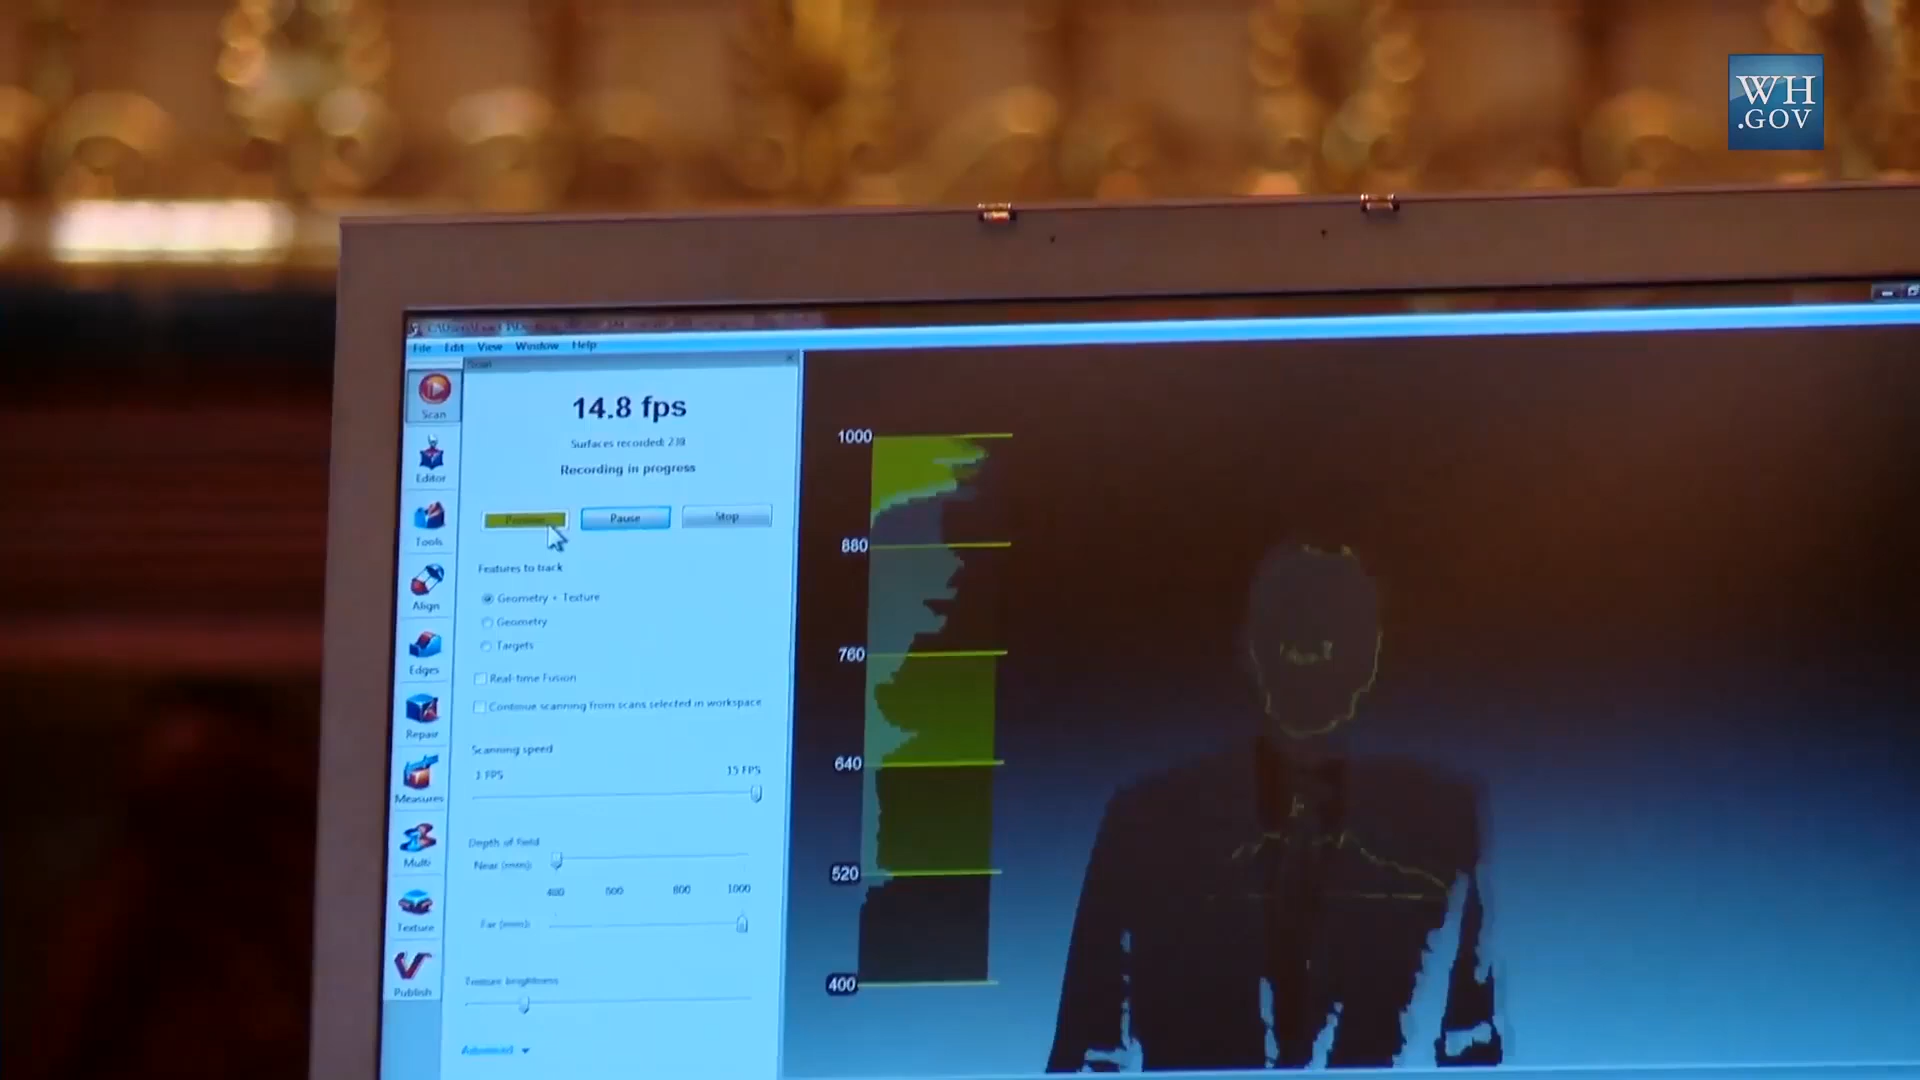 WH
.GOV
File Edit View Window Help
Scan
14.8 fps
Surfaces recorded: 238
Recording in progress
Preview Pause Stop
Features to track
Geometry + Texture
Geometry
Targets
Real-time Fusion
Continue scanning from scans selected in workspace
Scanning speed
1 FPS 15 FPS
Depth of field
Near (mm)
400 600 800 1000
Far (mm)
Texture brightness
Advanced
Scan
Editor
Tools
Align
Edges
Repair
Measures
Multi
Texture
Publish
1000
880
760
640
520
400